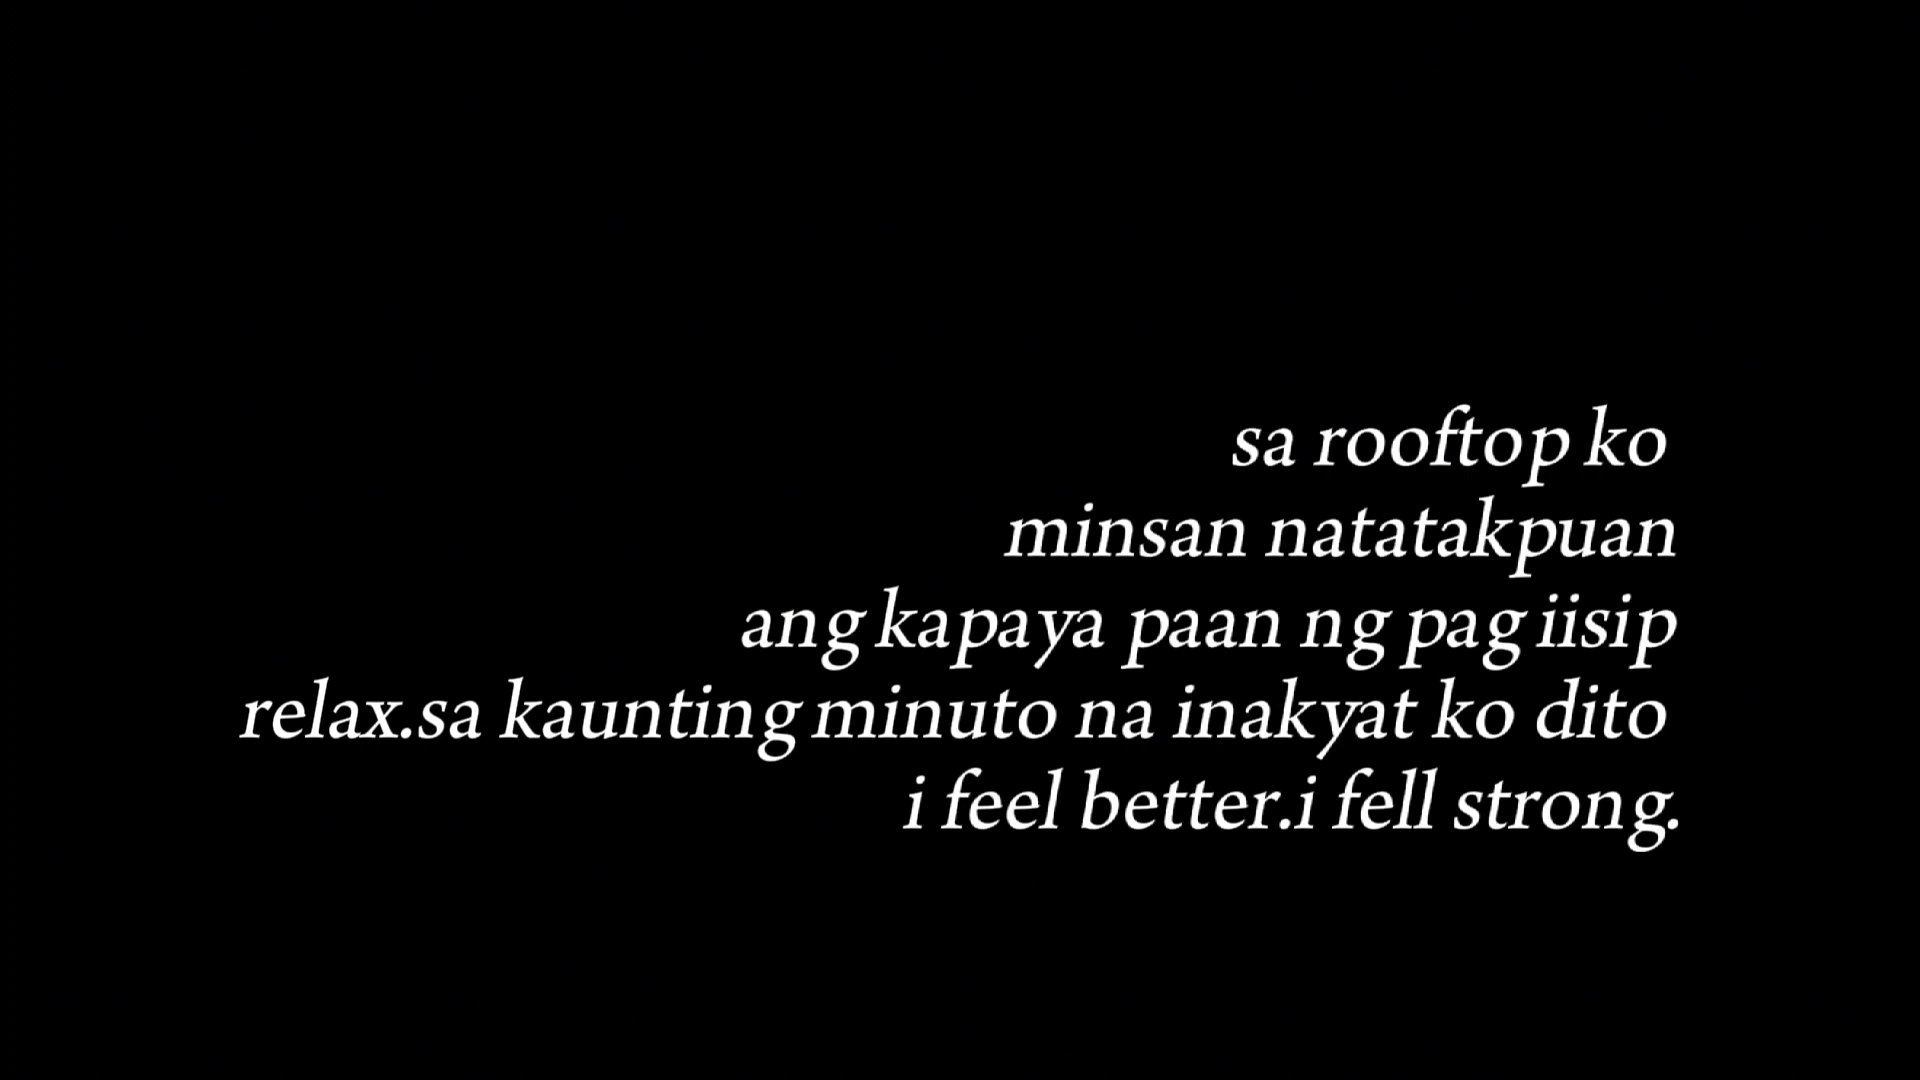 sa rooftop ko
minsan natatakpuan
ang kapaya paan ng pag iisip
relax.sa kaunting minuto na inakyat ko dito
i feel better.i fell strong.